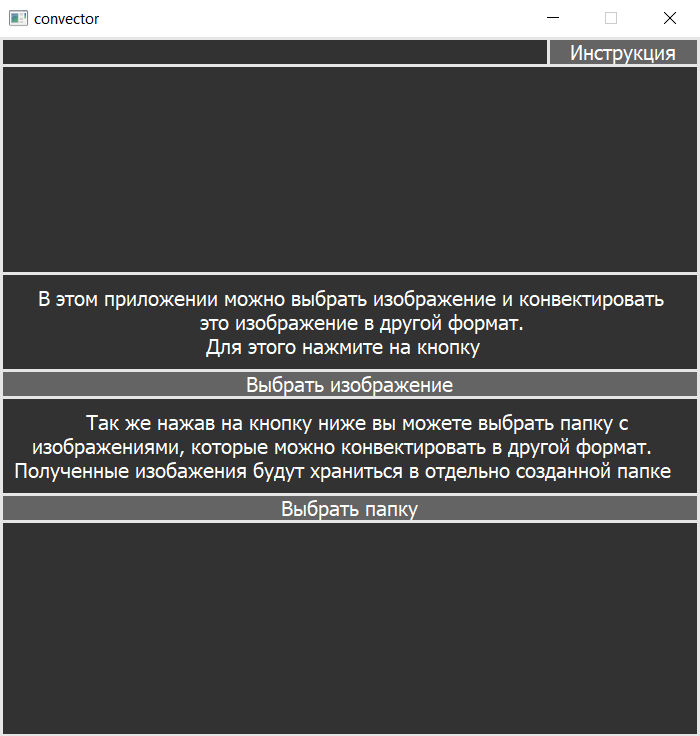 convector
Инструкция
В этом приложении можно выбрать изображение и конвектировать
это изображение в другой формат.
Для этого нажмите на кнопку
Выбрать изображение
Так же нажав на кнопку ниже вы можете выбрать папку с
изображениями, которые можно конвектировать в другой формат.
Полученные изобажения будут храниться в отдельно созданной папке
Выбрать папку